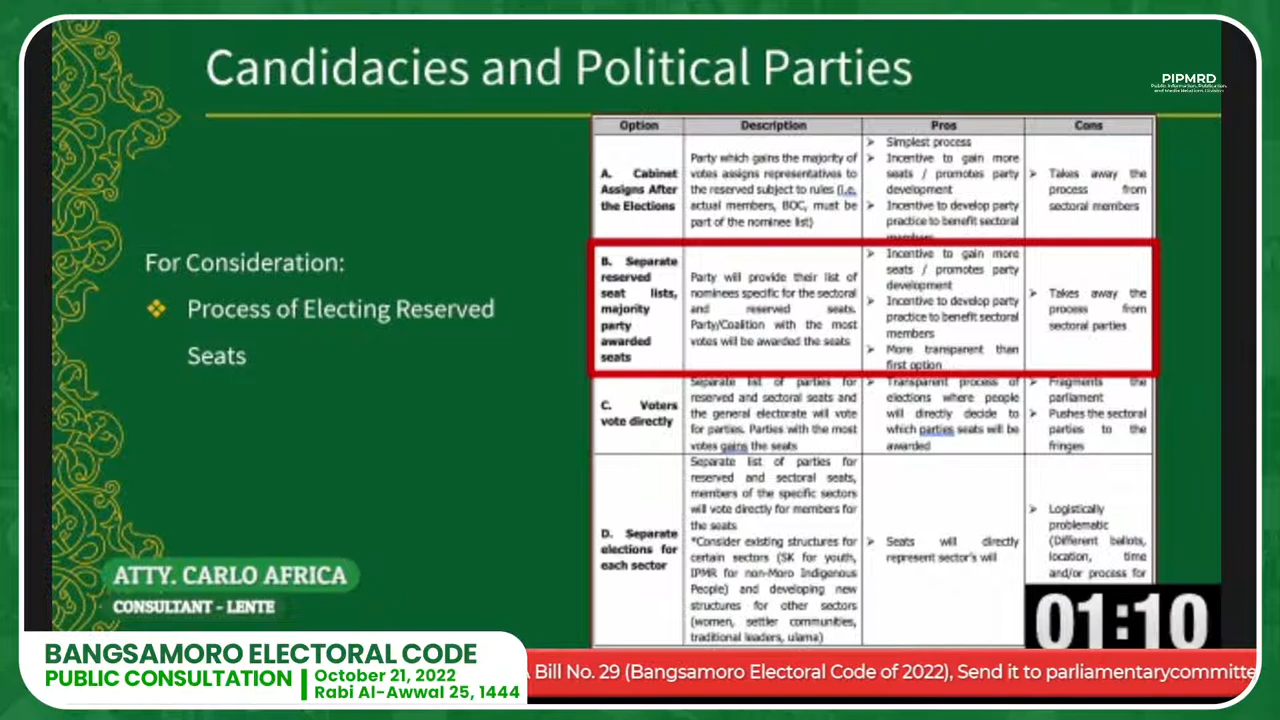 Candidacies and Political Parties
PIPMRD
Public Information, Publication,
and Media Relations Division
For Consideration:
Process of Electing Reserved
Seats
Option Description Pros Cons
A. Cabinet
Assigns After
the Elections
Party which gains the majority of
votes assigns representatives to
the reserved subject to rules (i.e.
actual members, BOC, must be
part of the nominee list)
Simplest process
Incentive to gain more
seats / promotes party
development
Incentive to develop party
practice to benefit sectoral
members
Takes away the
process from
sectoral members
B. Separate
reserved
seat lists,
majority
party
awarded
seats
Party will provide their list of
nominees specific for the sectoral
and reserved seats.
Party/Coalition with the most
votes will be awarded the seats
Incentive to gain more
seats / promotes party
development
Incentive to develop party
practice to benefit sectoral
members
More transparent than
first option
Takes away the
process from
sectoral parties
C. Voters
vote directly
Separate list of parties for
reserved and sectoral seats and
the general electorate will vote
for parties. Parties with the most
votes gains the seats
Transparent process of
elections where people
will directly decide to
which parties seats will be
awarded
Fragments the
parliament
Pushes the sectoral
parties to the
fringes
D. Separate
elections for
each sector
Separate list of parties for
reserved and sectoral seats,
members of the specific sectors
will vote directly for members for
the seats
*Consider existing structures for
certain sectors (SK for youth,
IPMR for non-Moro Indigenous
People) and developing new
structures for other sectors
(women, settler communities,
traditional leaders, ulama)
Seats will directly
represent sector's will
Logistically
problematic
(Different ballots,
location, time
and/or process for
01:10
ATTY. CARLO AFRICA
CONSULTANT - LENTE
BANGSAMORO ELECTORAL CODE
PUBLIC CONSULTATION
October 21, 2022
Rabi Al-Awwal 25, 1444
Bill No. 29 (Bangsamoro Electoral Code of 2022), Send it to parliamentarycommitte